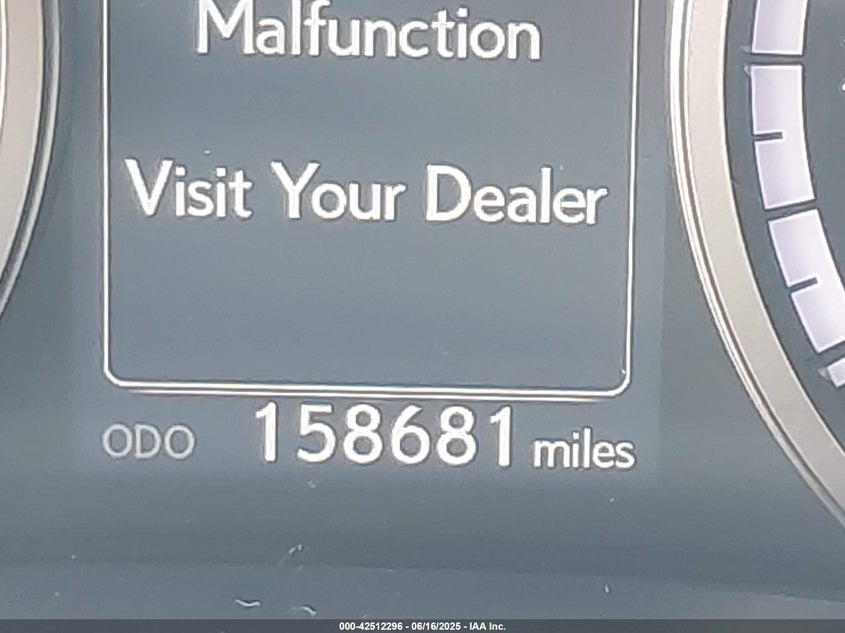 Malfunction
Visit Your Dealer
ODO 158681 miles
000-42512296 - 06/16/2025 - IAA Inc.